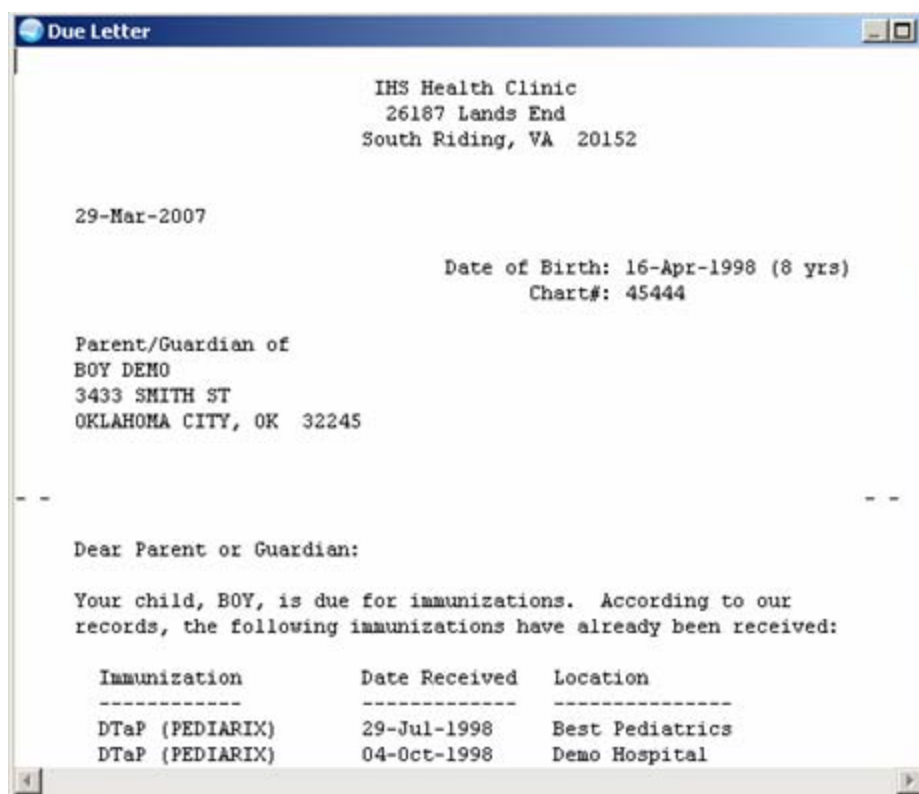 Due Letter
IHS Health Clinic
26187 Lands End
South Riding, VA 20152
29-Mar-2007
Date of Birth: 16-Apr-1998 (8 yrs)
Chart#: 45444
Parent/Guardian of
BOY DEMO
3433 SMITH ST
OKLAHOMA CITY, OK 32245
- - - -
Dear Parent or Guardian:
Your child, BOY, is due for immunizations. According to our
records, the following immunizations have already been received:
Immunization Date Received Location
------------ ------------- ---------------
DTaP (PEDIARIX) 29-Jul-1998 Best Pediatrics
DTaP (PEDIARIX) 04-Oct-1998 Demo Hospital